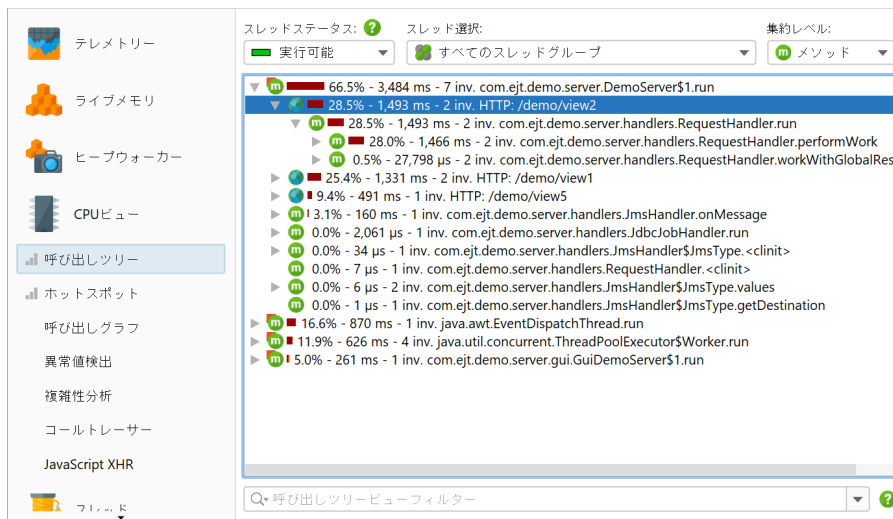 テレメトリー
ライブメモリ
ヒープウォーカー
CPUビュー
呼び出しツリー
ホットスポット
呼び出しグラフ
異常値検出
複雑性分析
コールトレーサー
JavaScript XHR
スレッド
スレッドステータス: ?
スレッド選択:
集約レベル:
実行可能
すべてのスレッドグループ
m メソッド
m 66.5% - 3,484 ms - 7 inv. com.ejt.demo.server.DemoServer$1.run
28.5% - 1,493 ms - 2 inv. HTTP: /demo/view2
m 28.5% - 1,493 ms - 2 inv. com.ejt.demo.server.handlers.RequestHandler.run
m 28.0% - 1,466 ms - 2 inv. com.ejt.demo.server.handlers.RequestHandler.performWork
m 0.5% - 27,798 µs - 2 inv. com.ejt.demo.server.handlers.RequestHandler.workWithGlobalRes
25.4% - 1,331 ms - 2 inv. HTTP: /demo/view1
9.4% - 491 ms - 1 inv. HTTP: /demo/view5
m 3.1% - 160 ms - 1 inv. com.ejt.demo.server.handlers.JmsHandler.onMessage
m 0.0% - 2,061 µs - 1 inv. com.ejt.demo.server.handlers.JdbcJobHandler.run
m 0.0% - 34 µs - 1 inv. com.ejt.demo.server.handlers.JmsHandler$JmsType.<clinit>
m 0.0% - 7 µs - 1 inv. com.ejt.demo.server.handlers.RequestHandler.<clinit>
m 0.0% - 6 µs - 2 inv. com.ejt.demo.server.handlers.JmsHandler$JmsType.values
m 0.0% - 1 µs - 1 inv. com.ejt.demo.server.handlers.JmsHandler$JmsType.getDestination
m 16.6% - 870 ms - 1 inv. java.awt.EventDispatchThread.run
m 11.9% - 626 ms - 4 inv. java.util.concurrent.ThreadPoolExecutor$Worker.run
m 5.0% - 261 ms - 1 inv. com.ejt.demo.server.gui.GuiDemoServer$1.run
呼び出しツリービューフィルター ?